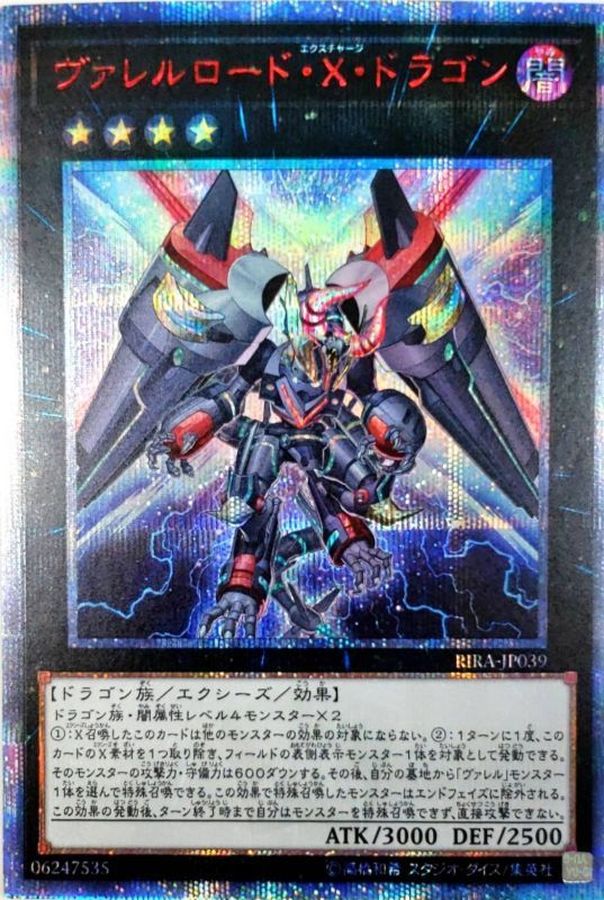 エクスチャージ
ヴァレルロード・X・ドラゴン
闇
RIRA-JP039
【ドラゴン族／エクシーズ／効果】
ドラゴン族・闇属性レベル4モンスター×2
①：X召喚したこのカードは他のモンスターの効果の対象にならない。②：1ターンに1度、この
カードのX素材を1つ取り除き、フィールドの表側表示モンスター1体を対象として発動できる。
そのモンスターの攻撃力・守備力は600ダウンする。その後、自分の墓地から「ヴァレル」モンスター
1体を選んで特殊召喚できる。この効果で特殊召喚したモンスターはエンドフェイズに除外される。
この効果の発動後、ターン終了時まで自分はモンスターを特殊召喚できず、直接攻撃できない。
ATK/3000 DEF/2500
06247535
©高橋和希 スタジオ・ダイス/集英社